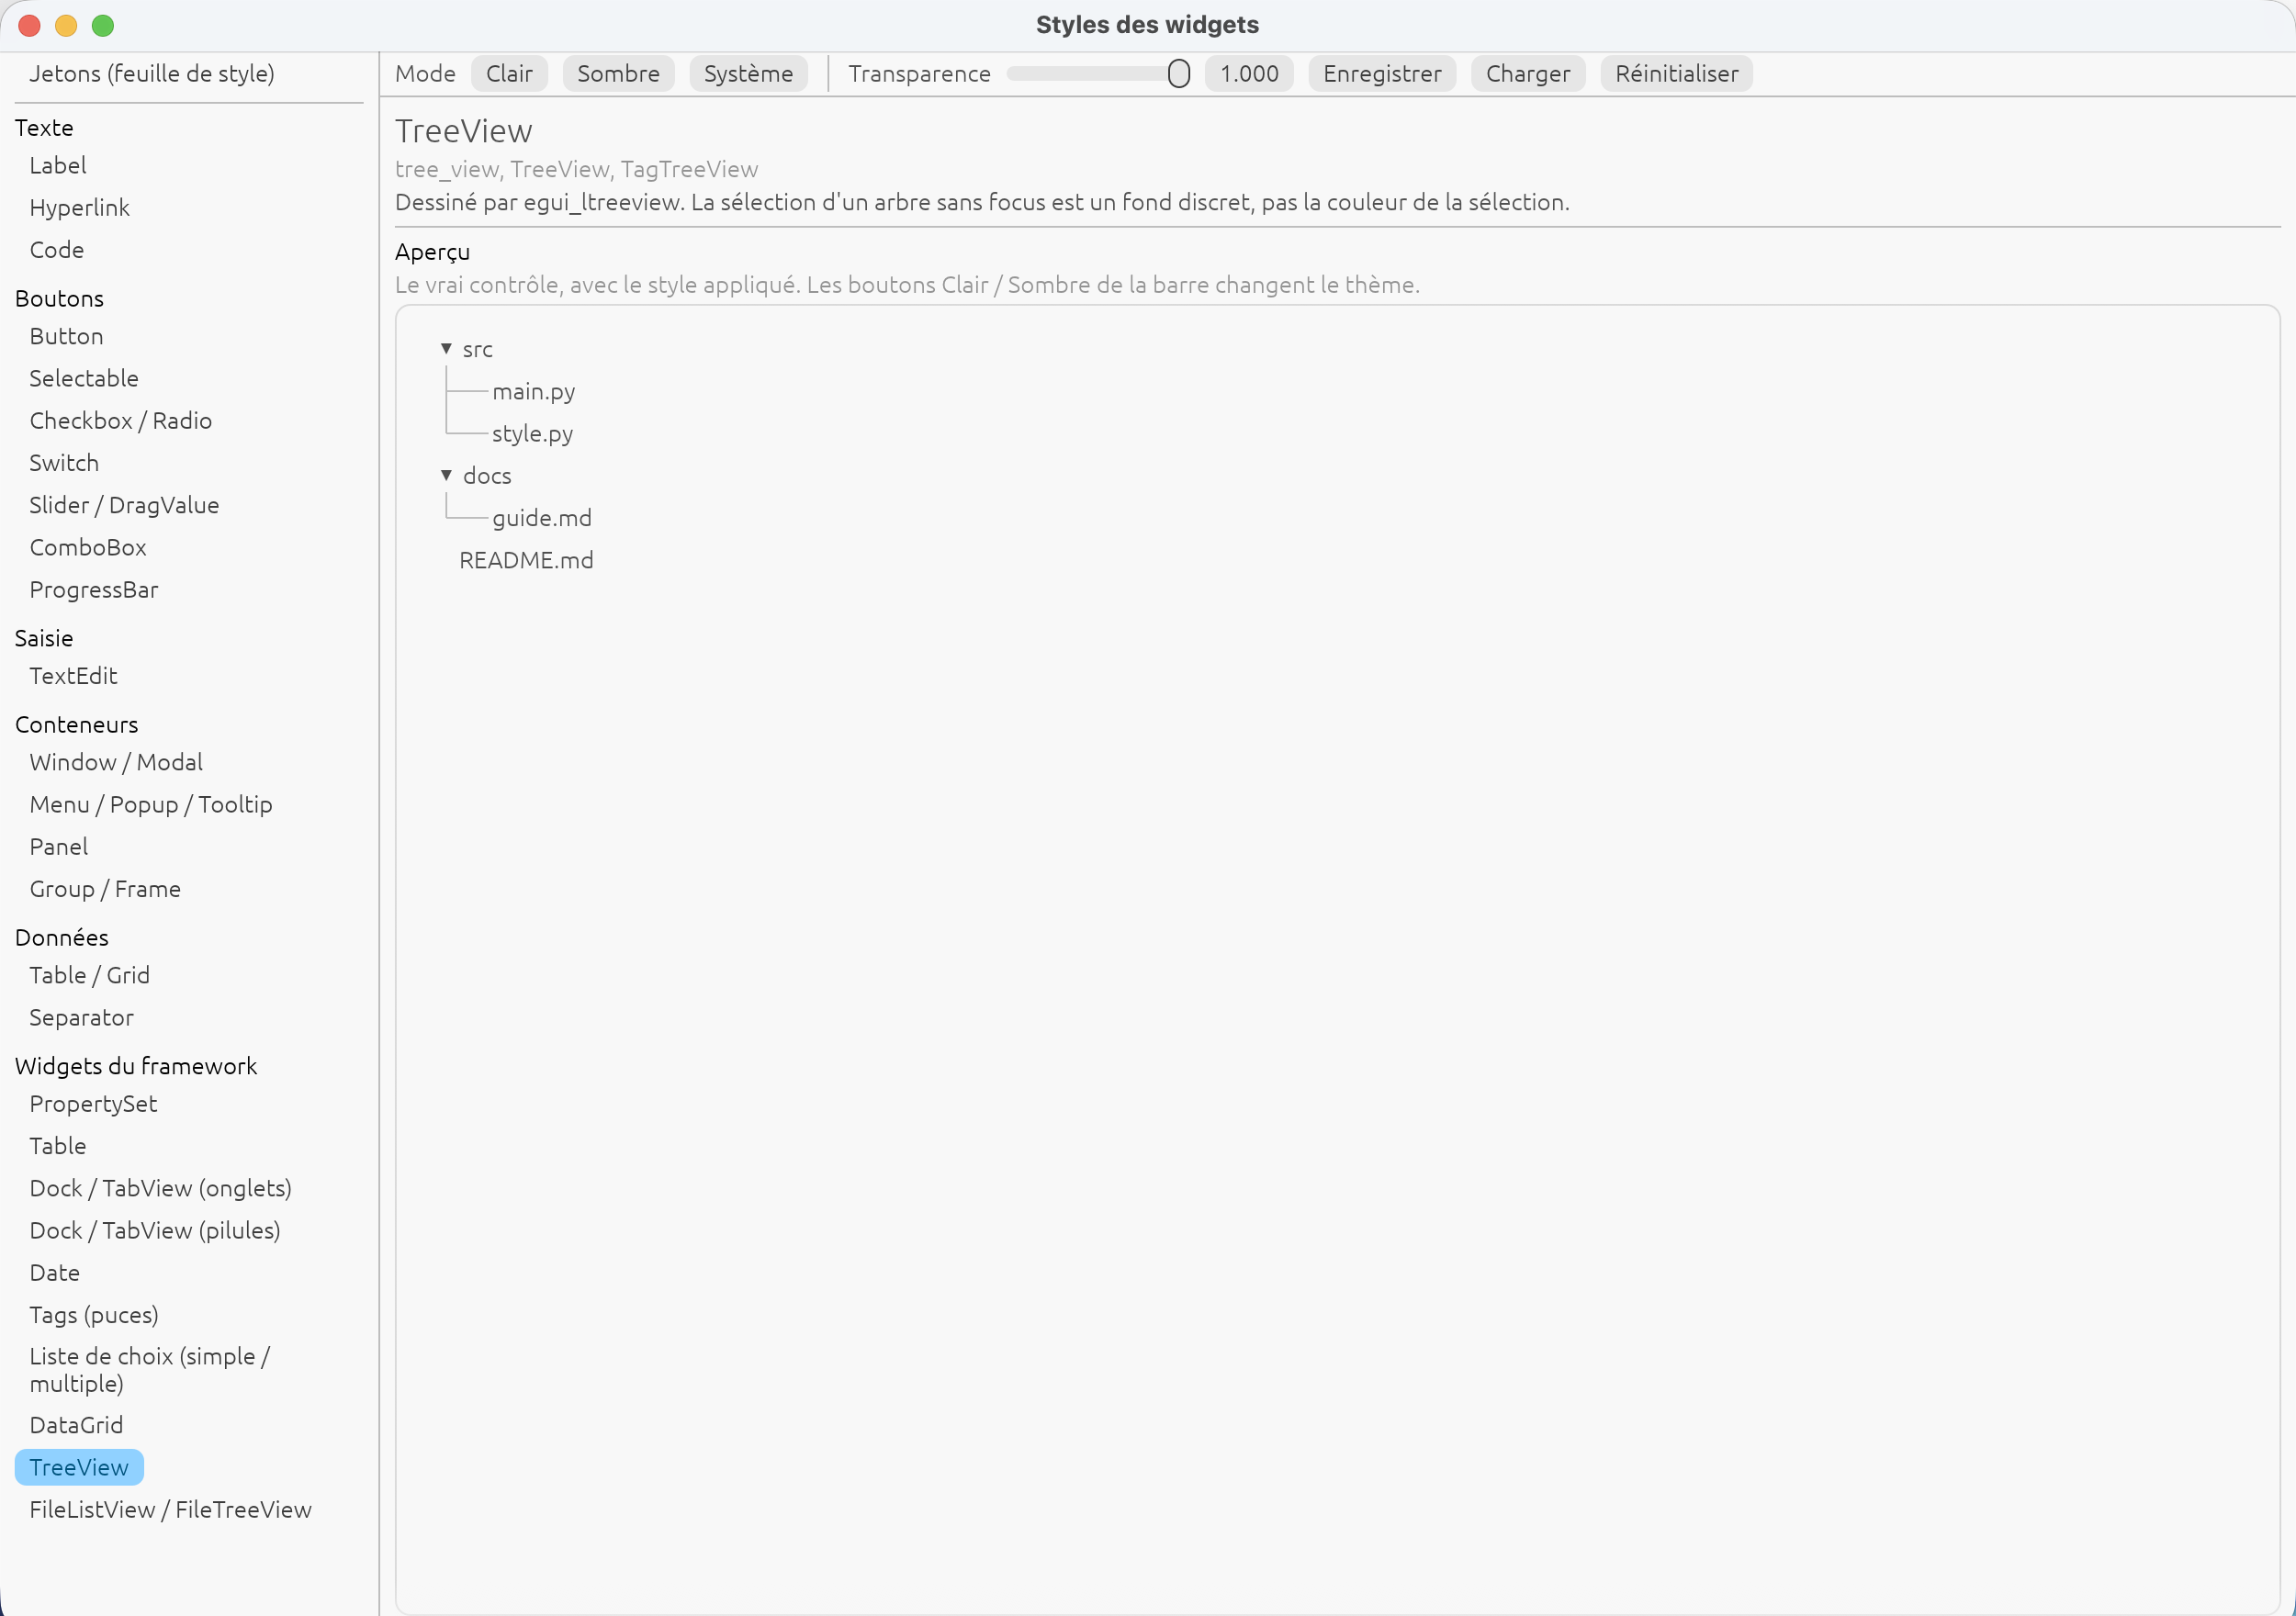 Styles des widgets
Jetons (feuille de style)
Texte
Label
Hyperlink
Code
Boutons
Button
Selectable
Checkbox / Radio
Switch
Slider / DragValue
ComboBox
ProgressBar
Saisie
TextEdit
Conteneurs
Window / Modal
Menu / Popup / Tooltip
Panel
Group / Frame
Données
Table / Grid
Separator
Widgets du framework
PropertySet
Table
Dock / TabView (onglets)
Dock / TabView (pilules)
Date
Tags (puces)
Liste de choix (simple /
multiple)
DataGrid
TreeView
FileListView / FileTreeView
Mode Clair Sombre Système Transparence 1.000 Enregistrer Charger Réinitialiser
TreeView
tree_view, TreeView, TagTreeView
Dessiné par egui_ltreeview. La sélection d'un arbre sans focus est un fond discret, pas la couleur de la sélection.
Aperçu
Le vrai contrôle, avec le style appliqué. Les boutons Clair / Sombre de la barre changent le thème.
src
main.py
style.py
docs
guide.md
README.md